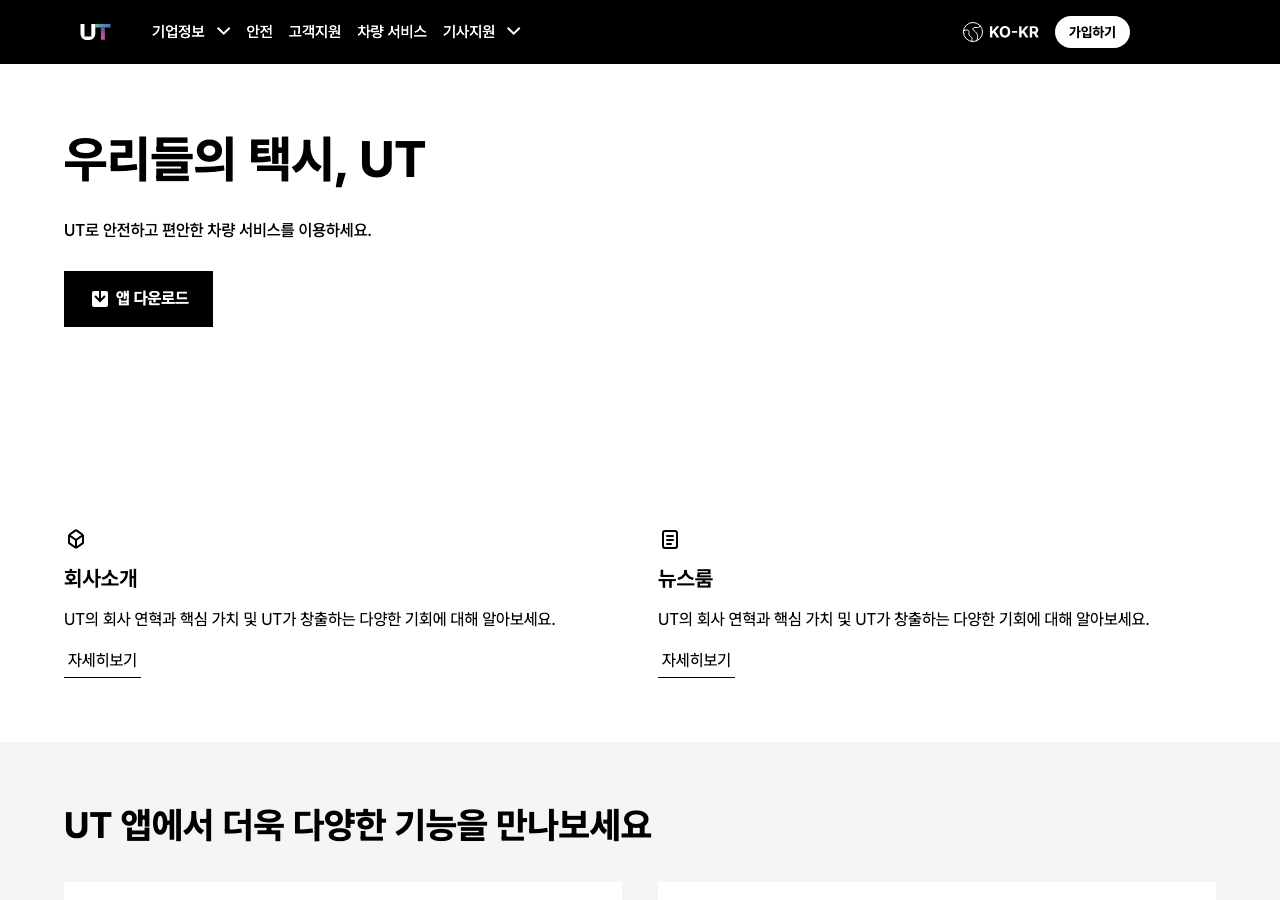 UT
기업정보
안전
고객지원
차량 서비스
기사지원
KO-KR
가입하기
우리들의 택시, UT
UT로 안전하고 편안한 차량 서비스를 이용하세요.
앱 다운로드
회사소개
UT의 회사 연혁과 핵심 가치 및 UT가 창출하는 다양한 기회에 대해 알아보세요.
자세히보기
뉴스룸
UT의 회사 연혁과 핵심 가치 및 UT가 창출하는 다양한 기회에 대해 알아보세요.
자세히보기
UT 앱에서 더욱 다양한 기능을 만나보세요